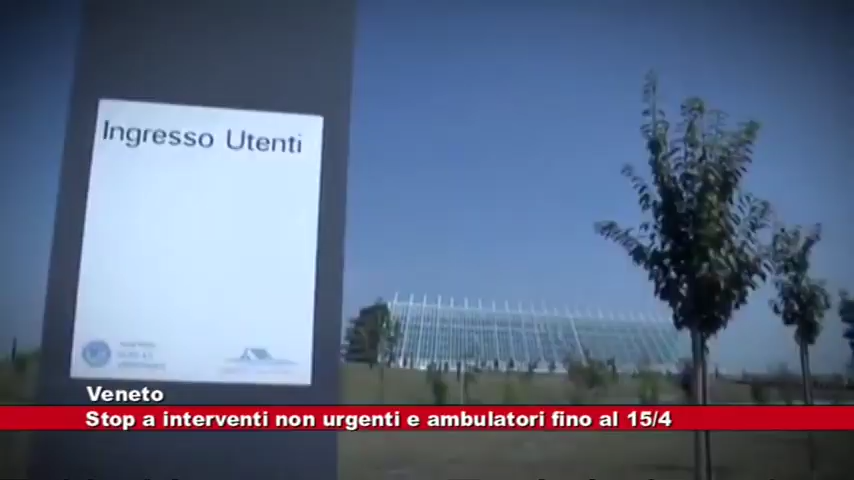 Ingresso Utenti
Veneto
Stop a interventi non urgenti e ambulatori fino al 15/4